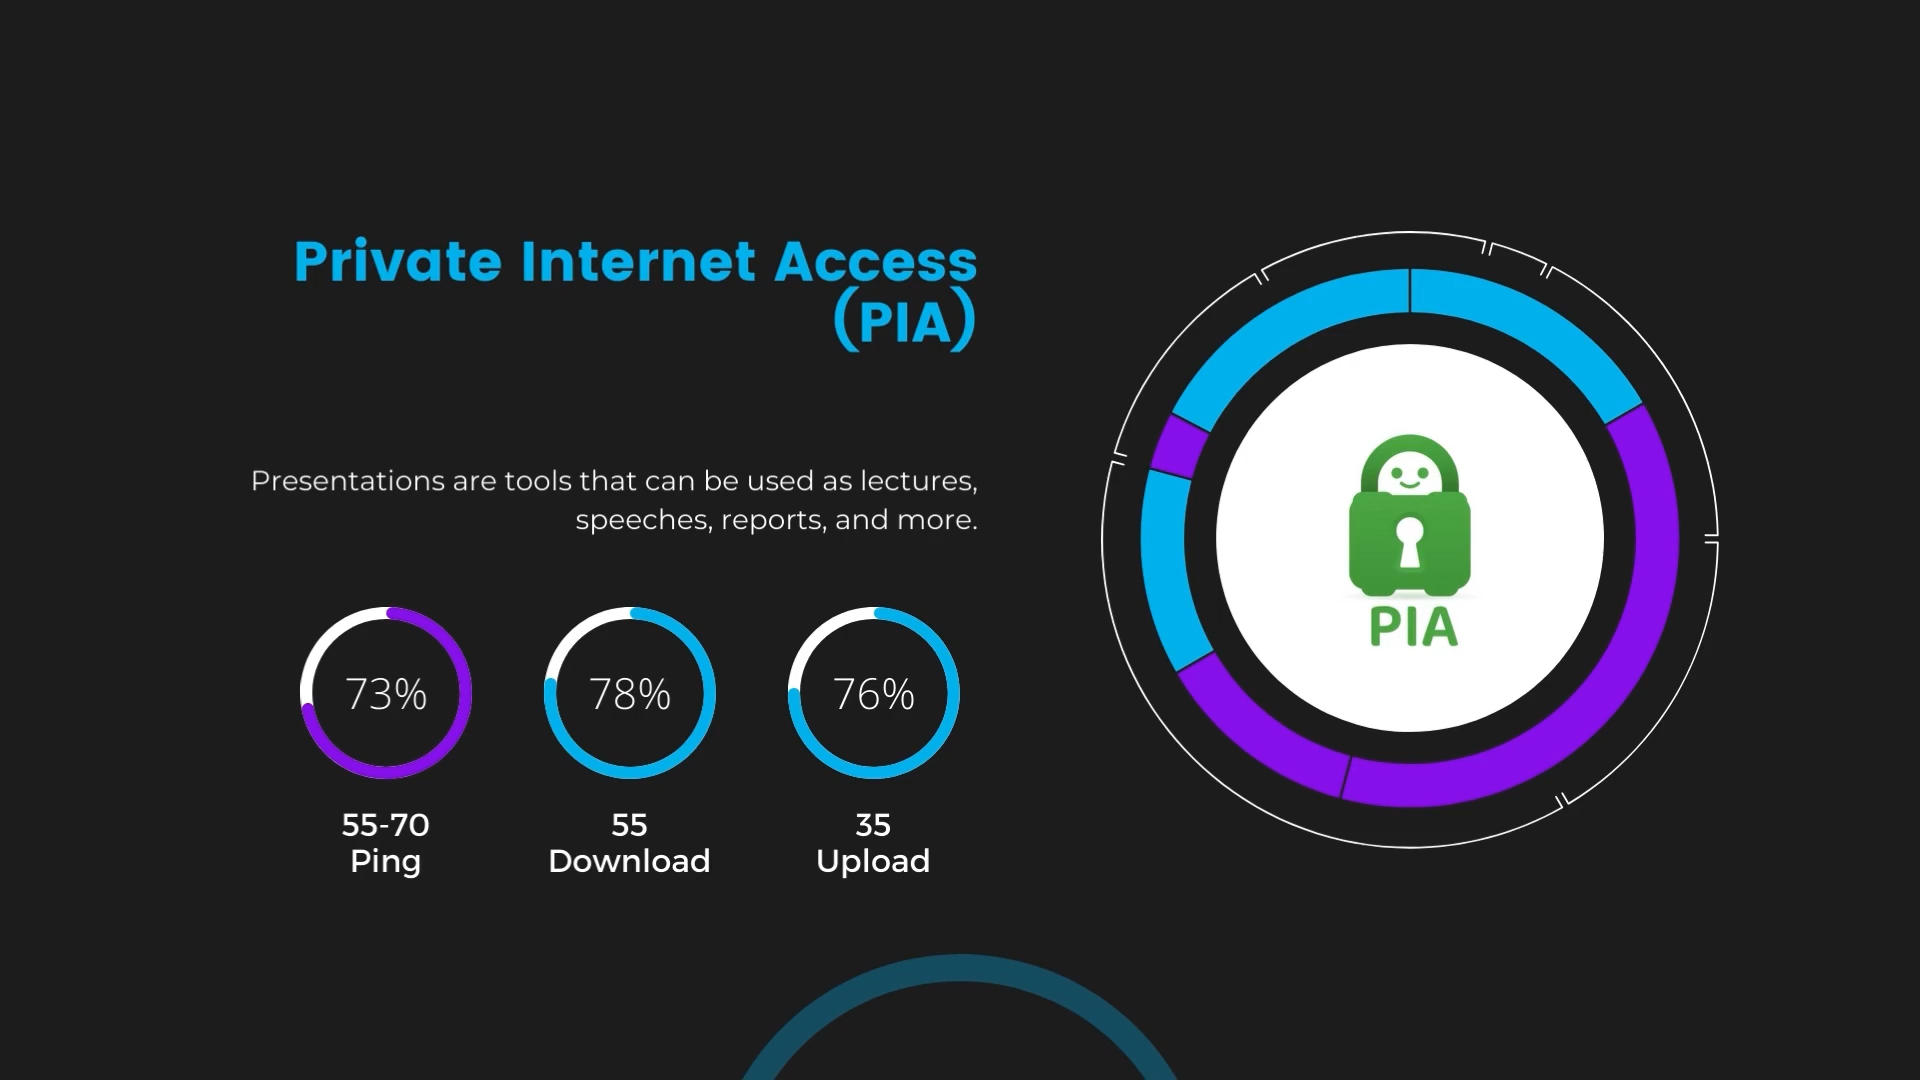 Private Internet Access
(PIA)
Presentations are tools that can be used as lectures,
speeches, reports, and more.
73%
78%
76%
55-70
Ping
55
Download
35
Upload
PIA